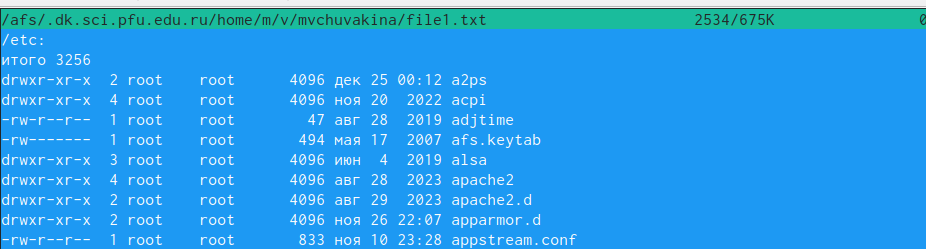 /afs/.dk.sci.pfu.edu.ru/home/m/v/mvchuvakina/file1.txt 2534/675K 0
/etc:
итого 3256
drwxr-xr-x 2 root root 4096 дек 25 00:12 a2ps
drwxr-xr-x 4 root root 4096 ноя 20 2022 acpi
-rw-r--r-- 1 root root 47 авг 28 2019 adjtime
-rw------- 1 root root 494 мая 17 2007 afs.keytab
drwxr-xr-x 3 root root 4096 июн 4 2019 alsa
drwxr-xr-x 4 root root 4096 авг 28 2023 apache2
drwxr-xr-x 2 root root 4096 авг 29 2023 apache2.d
drwxr-xr-x 2 root root 4096 ноя 26 22:07 apparmor.d
-rw-r--r-- 1 root root 833 ноя 10 23:28 appstream.conf